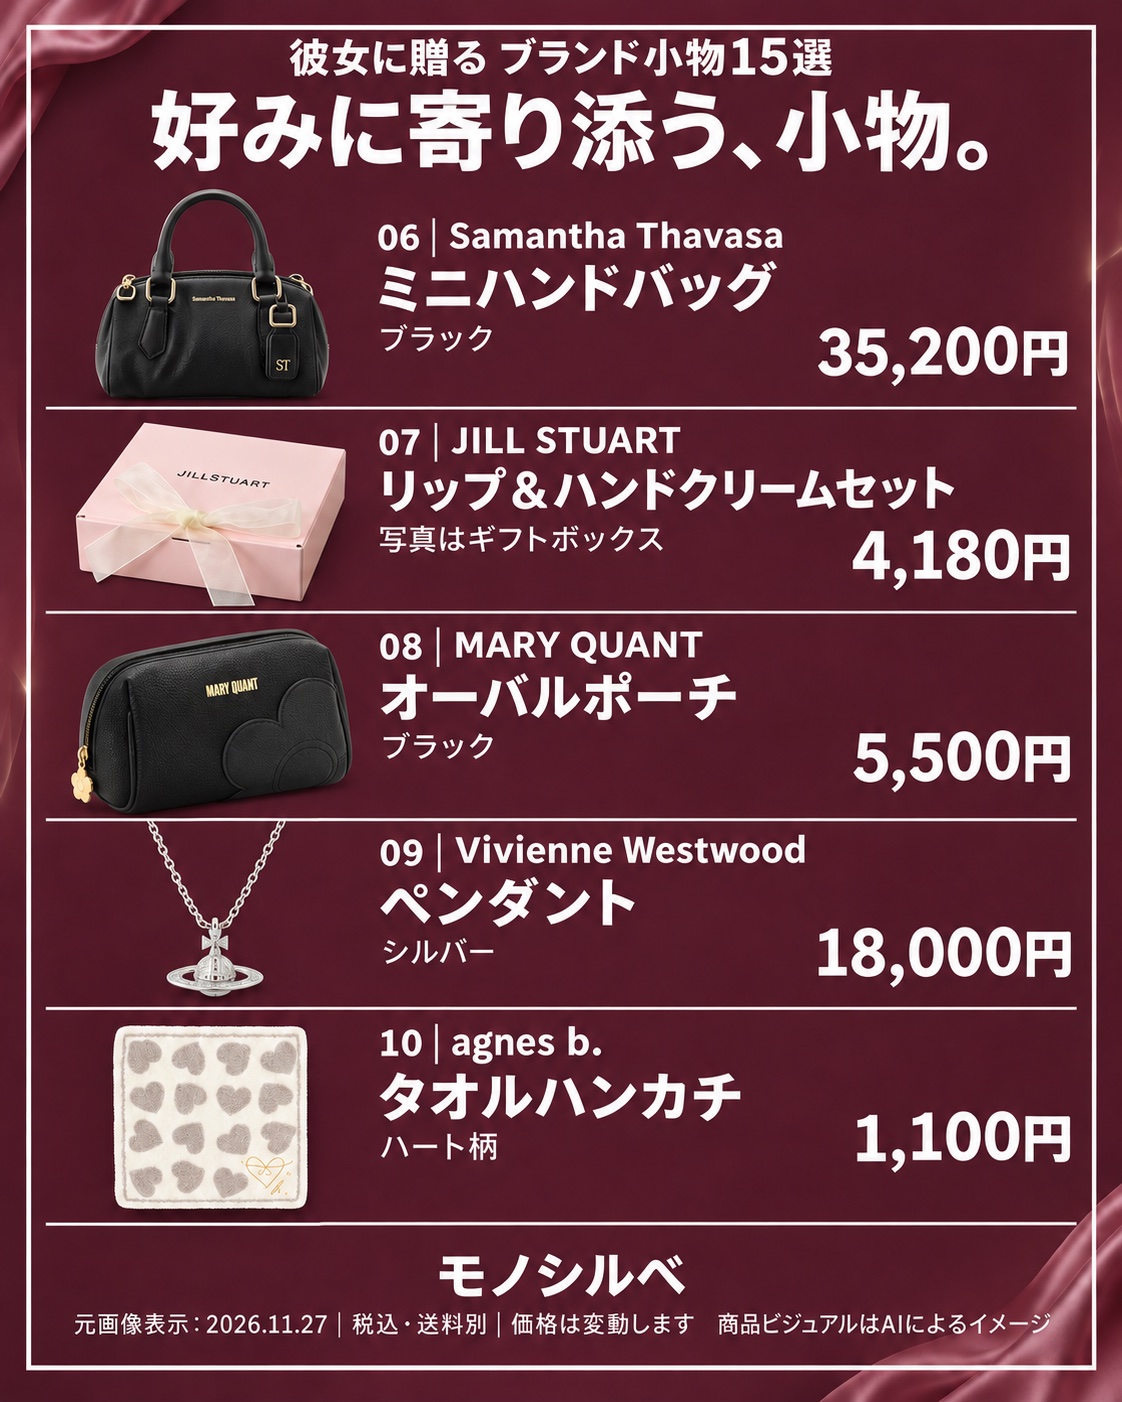 彼女に贈る ブランド小物15選
好みに寄り添う、小物。
Samantha Thavasa
ST
06 | Samantha Thavasa
ミニハンドバッグ
ブラック
35,200円
JILLSTUART
07 | JILL STUART
リップ&ハンドクリームセット
写真はギフトボックス
4,180円
MARY QUANT
08 | MARY QUANT
オーバルポーチ
ブラック
5,500円
09 | Vivienne Westwood
ペンダント
シルバー
18,000円
10 | agnes b.
タオルハンカチ
ハート柄
1,100円
モノシルベ
元画像表示：2026.11.27 | 税込・送料別 | 価格は変動します 商品ビジュアルはAIによるイメージ